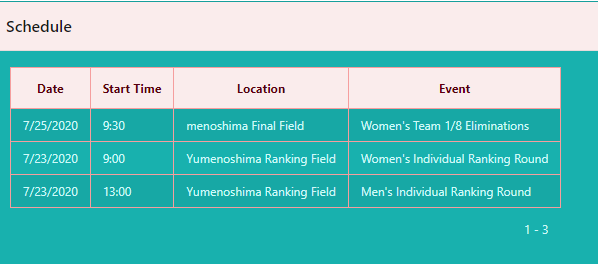 Schedule
Date Start Time Location Event
7/25/2020 9:30 menoshima Final Field Women's Team 1/8 Eliminations
7/23/2020 9:00 Yumenoshima Ranking Field Women's Individual Ranking Round
7/23/2020 13:00 Yumenoshima Ranking Field Men's Individual Ranking Round
1 - 3